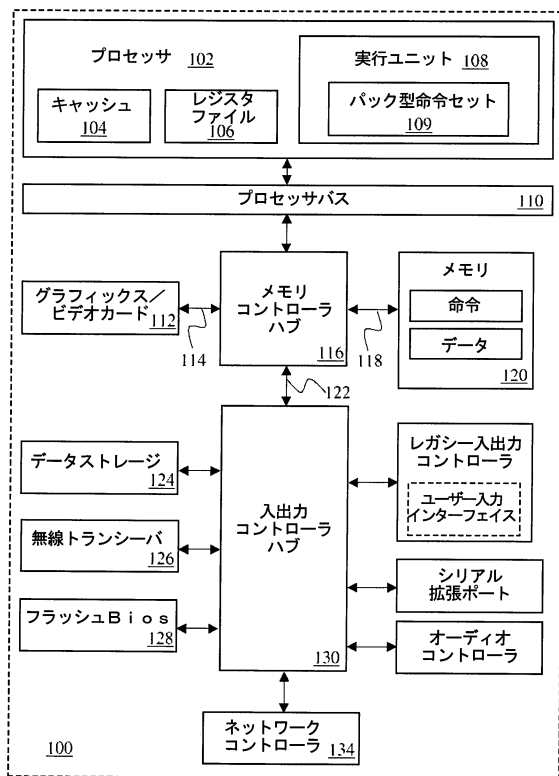 プロセッサ 102
実行ユニット 108
キャッシュ
104
レジスタ
ファイル
106
パック型命令セット
109
プロセッサバス 110
グラフィックス/
ビデオカード 112
114
メモリ
コントローラ
ハブ
116
118
メモリ
命令
データ
120
122
データストレージ
124
無線トランシーバ
126
フラッシュBios
128
入出力
コントローラ
ハブ
130
レガシー入出力
コントローラ
ユーザー入力
インターフェイス
シリアル
拡張ポート
オーディオ
コントローラ
ネットワーク
コントローラ 134
100